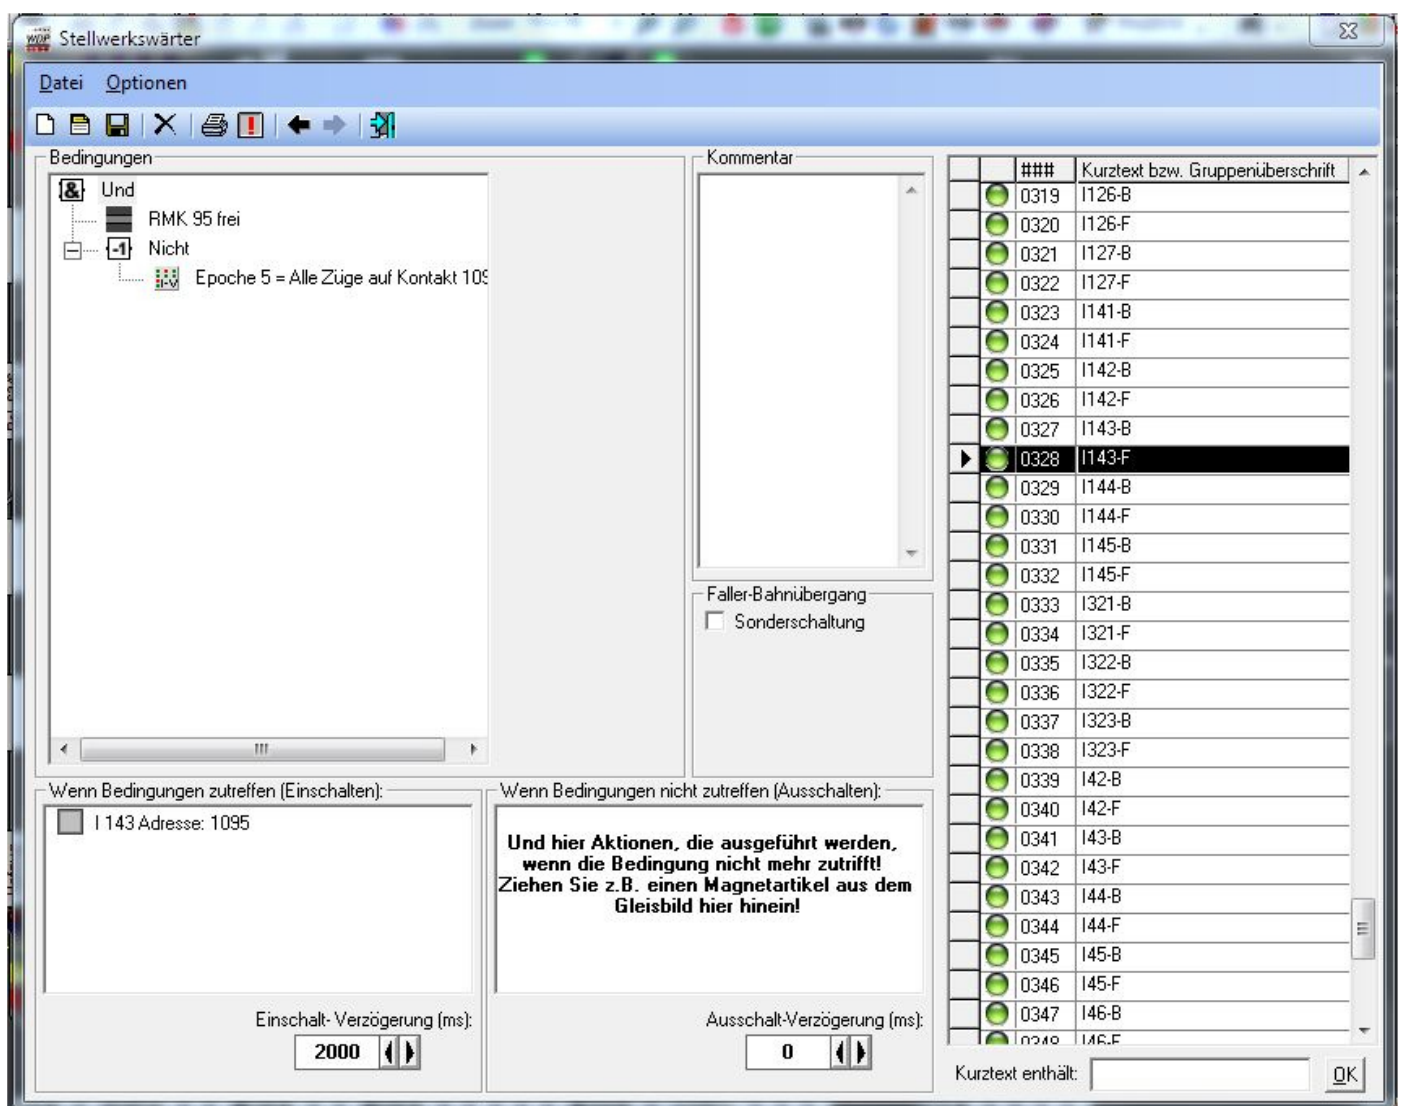 WDP Stellwerkswärter
Datei Optionen
Bedingungen
& Und
RMK 95 frei
-1 Nicht
Epoche 5 = Alle Züge auf Kontakt 109
Kommentar
Faller-Bahnübergang
Sonderschaltung
Wenn Bedingungen zutreffen (Einschalten):
I 143 Adresse: 1095
Einschalt- Verzögerung (ms):
2000
Wenn Bedingungen nicht zutreffen (Ausschalten):
Und hier Aktionen, die ausgeführt werden,
wenn die Bedingung nicht mehr zutrifft!
Ziehen Sie z.B. einen Magnetartikel aus dem
Gleisbild hier hinein!
Ausschalt-Verzögerung (ms):
0
### Kurztext bzw. Gruppenüberschrift
0319 I126-B
0320 I126-F
0321 I127-B
0322 I127-F
0323 I141-B
0324 I141-F
0325 I142-B
0326 I142-F
0327 I143-B
0328 I143-F
0329 I144-B
0330 I144-F
0331 I145-B
0332 I145-F
0333 I321-B
0334 I321-F
0335 I322-B
0336 I322-F
0337 I323-B
0338 I323-F
0339 I42-B
0340 I42-F
0341 I43-B
0342 I43-F
0343 I44-B
0344 I44-F
0345 I45-B
0346 I45-F
0347 I46-B
0348 I46-F
Kurztext enthält:
OK